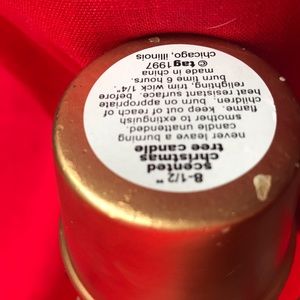 8-1/2"
scented
christmas
tree candle
never leave a burning
candle unattended.
smother to extinguish
flame. keep out of reach of
children. burn on appropriate
heat resistant surface. before
relighting, trim wick 1/4".
burn time 6 hours.
made in china
© tag 1997
chicago, illinois